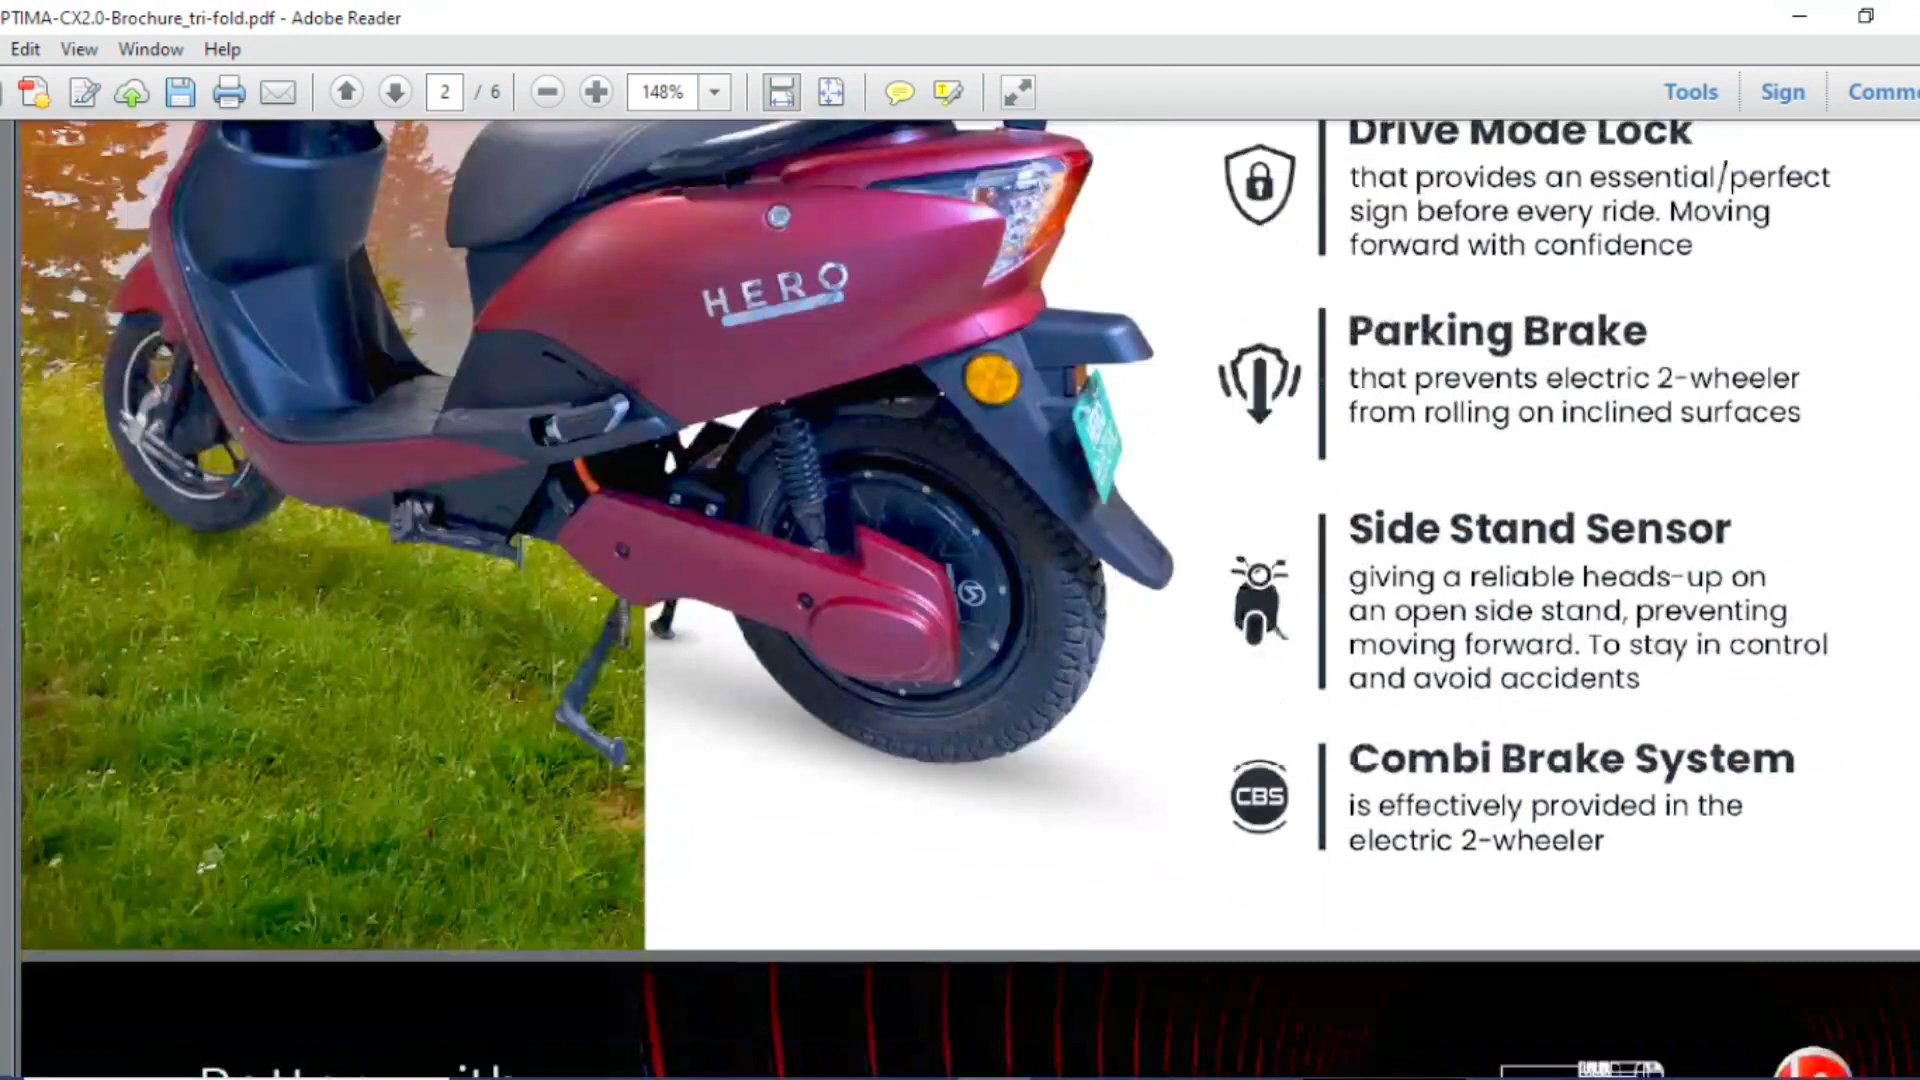 PTIMA-CX2.0-Brochure_tri-fold.pdf - Adobe Reader
Edit View Window Help
2 / 6 148% Tools Sign Comme
Drive Mode Lock
that provides an essential/perfect
sign before every ride. Moving
forward with confidence
HERO
Parking Brake
that prevents electric 2-wheeler
from rolling on inclined surfaces
Side Stand Sensor
giving a reliable heads-up on
an open side stand, preventing
moving forward. To stay in control
and avoid accidents
CBS
Combi Brake System
is effectively provided in the
electric 2-wheeler